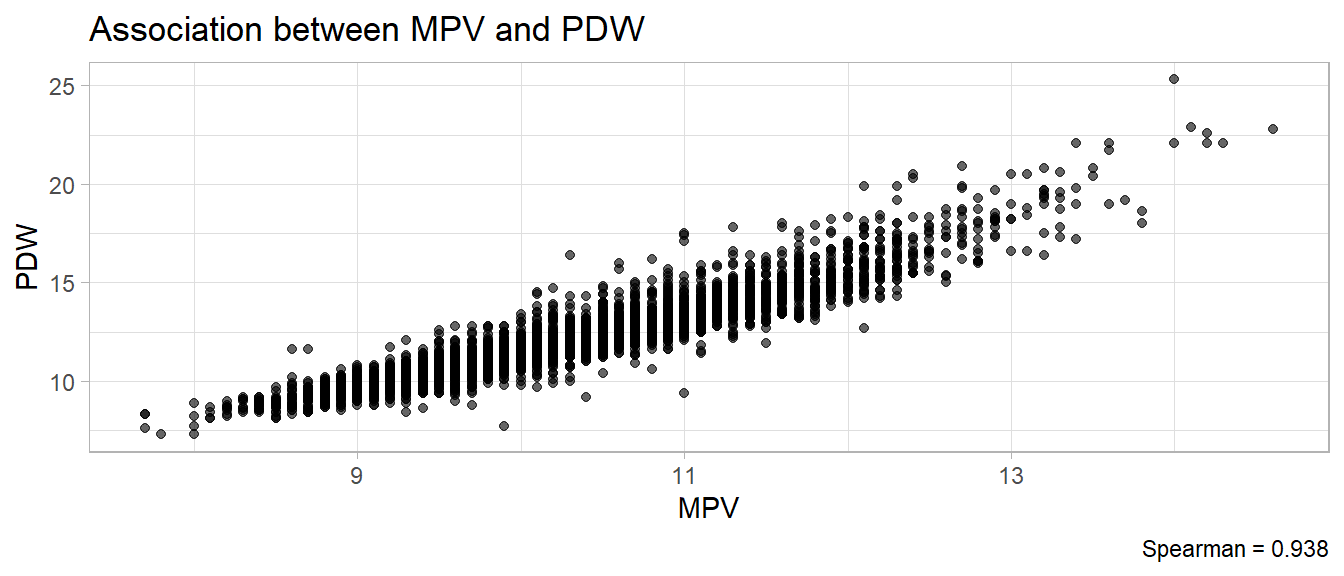 Association between MPV and PDW
25
20
15
10
PDW
9 11 13
MPV
Spearman = 0.938